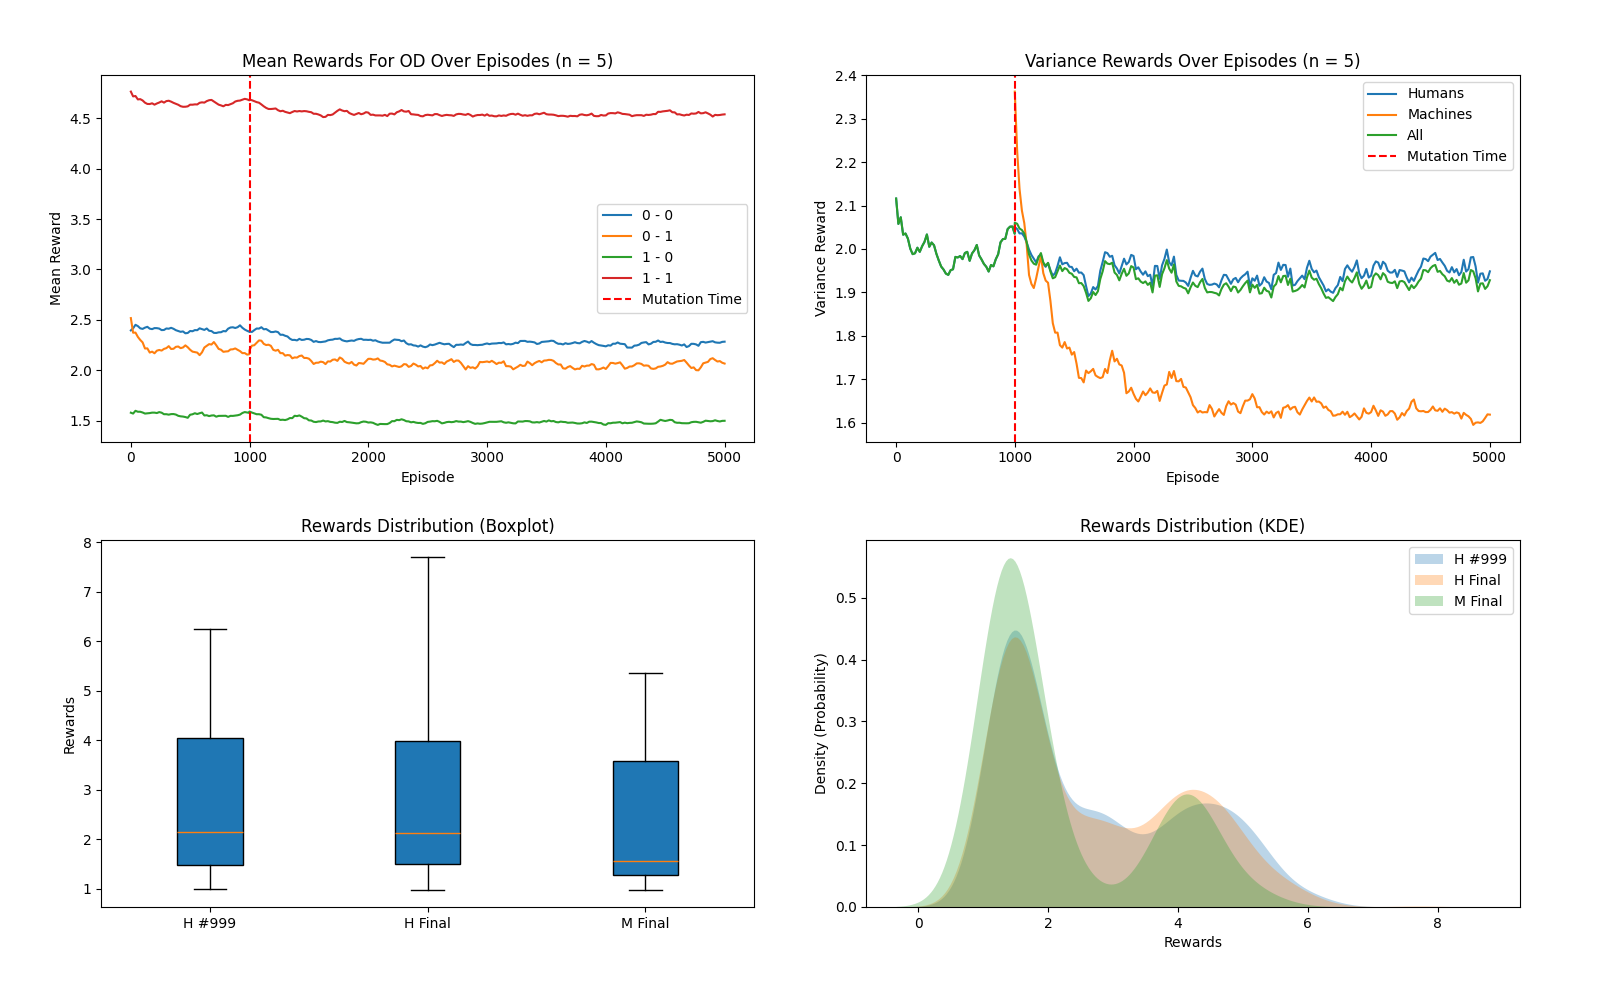 Mean Rewards For OD Over Episodes (n = 5)
Mean Reward
4.5
4.0
3.5
3.0
2.5
2.0
1.5
0 - 0
0 - 1
1 - 0
1 - 1
Mutation Time
0 1000 2000 3000 4000 5000
Episode
Variance Rewards Over Episodes (n = 5)
Variance Reward
2.4
2.3
2.2
2.1
2.0
1.9
1.8
1.7
1.6
Humans
Machines
All
Mutation Time
0 1000 2000 3000 4000 5000
Episode
Rewards Distribution (Boxplot)
Rewards
8
7
6
5
4
3
2
1
H #999 H Final M Final
Rewards Distribution (KDE)
Density (Probability)
0.5
0.4
0.3
0.2
0.1
0.0
H #999
H Final
M Final
0 2 4 6 8
Rewards